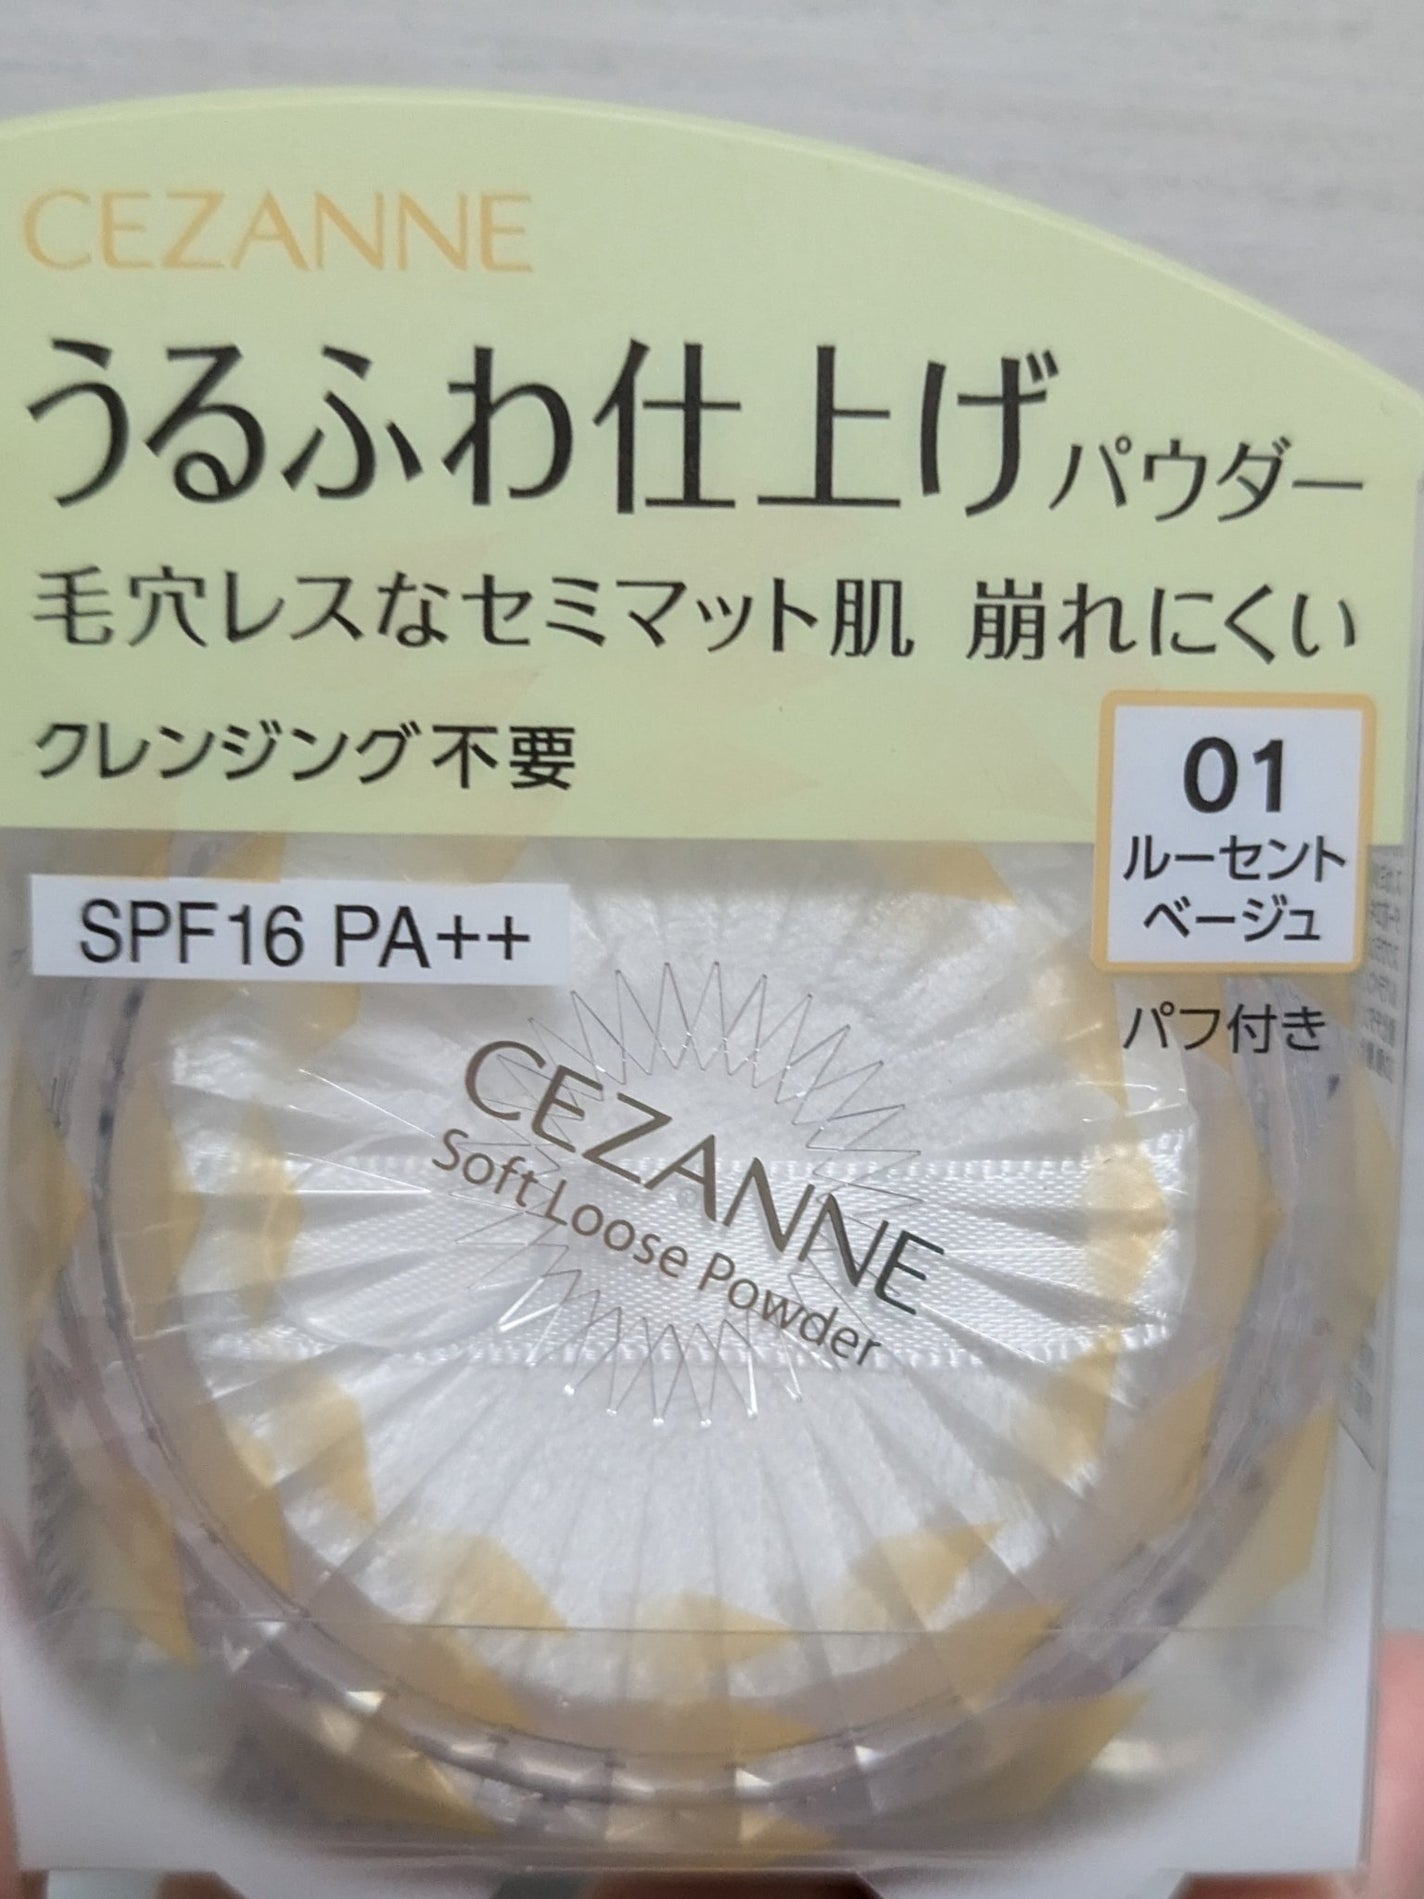 CEZANNE
うるふわ仕上げパウダー
毛穴レスなセミマット肌 崩れにくい
クレンジング不要
01
ルーセント
ベージュ
SPF16 PA++
パフ付き
CEZANNE
Soft Loose Powder